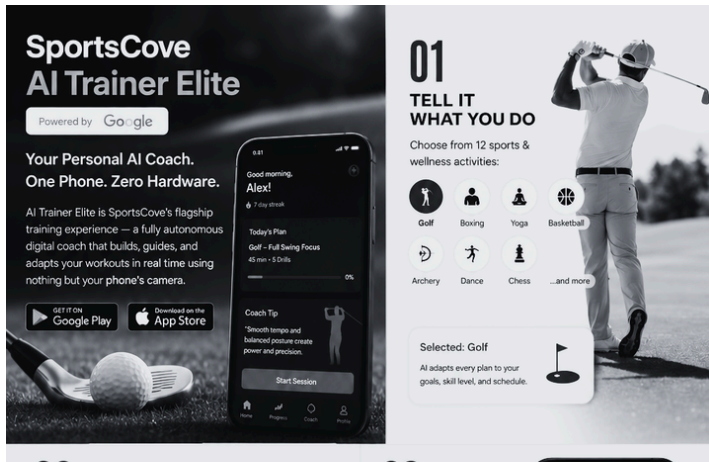 SportsCove
AI Trainer Elite
Powered by Google
Your Personal AI Coach.
One Phone. Zero Hardware.
AI Trainer Elite is SportsCove's flagship
training experience — a fully autonomous
digital coach that builds, guides, and
adapts your workouts in real time using
nothing but your phone's camera.
GET IT ON
Google Play
Download on the
App Store
Good morning,
Alex!
7 day streak
Today's Plan
Golf – Full Swing Focus
45 min • 5 Drills
0%
Coach Tip
"Smooth tempo and
balanced posture create
power and precision.
Start Session
Home
Progress
Coach
Profile
01
TELL IT
WHAT YOU DO
Choose from 12 sports &
wellness activities:
Golf
Boxing
Yoga
Basketball
Archery
Dance
Chess
...and more
Selected: Golf
AI adapts every plan to your
goals, skill level, and schedule.